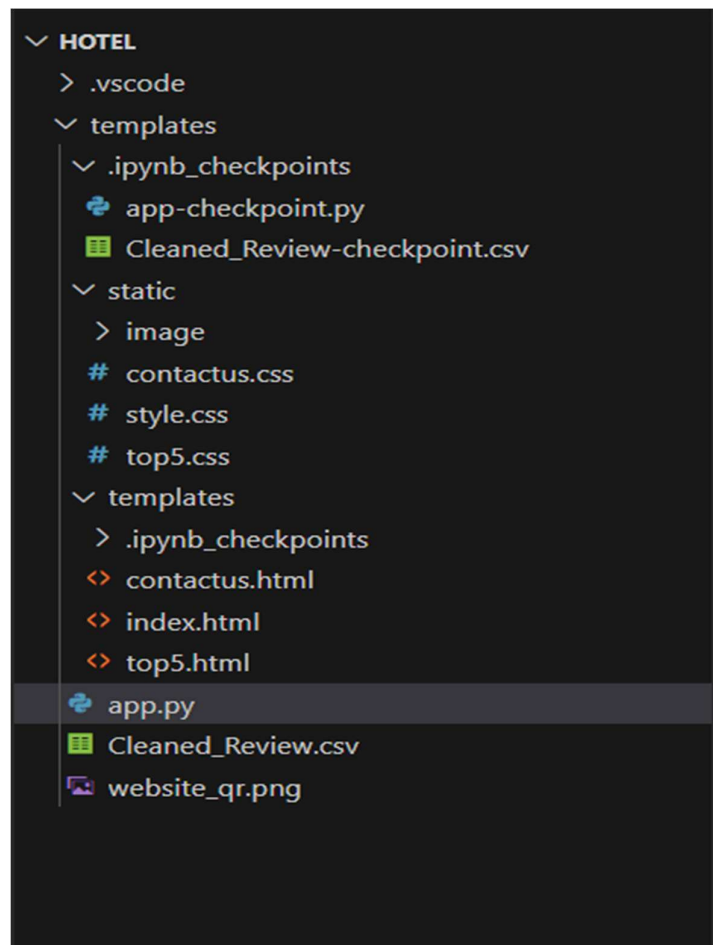 HOTEL
.vscode
templates
.ipynb_checkpoints
app-checkpoint.py
Cleaned_Review-checkpoint.csv
static
image
# contactus.css
# style.css
# top5.css
templates
.ipynb_checkpoints
<> contactus.html
<> index.html
<> top5.html
app.py
Cleaned_Review.csv
website_qr.png